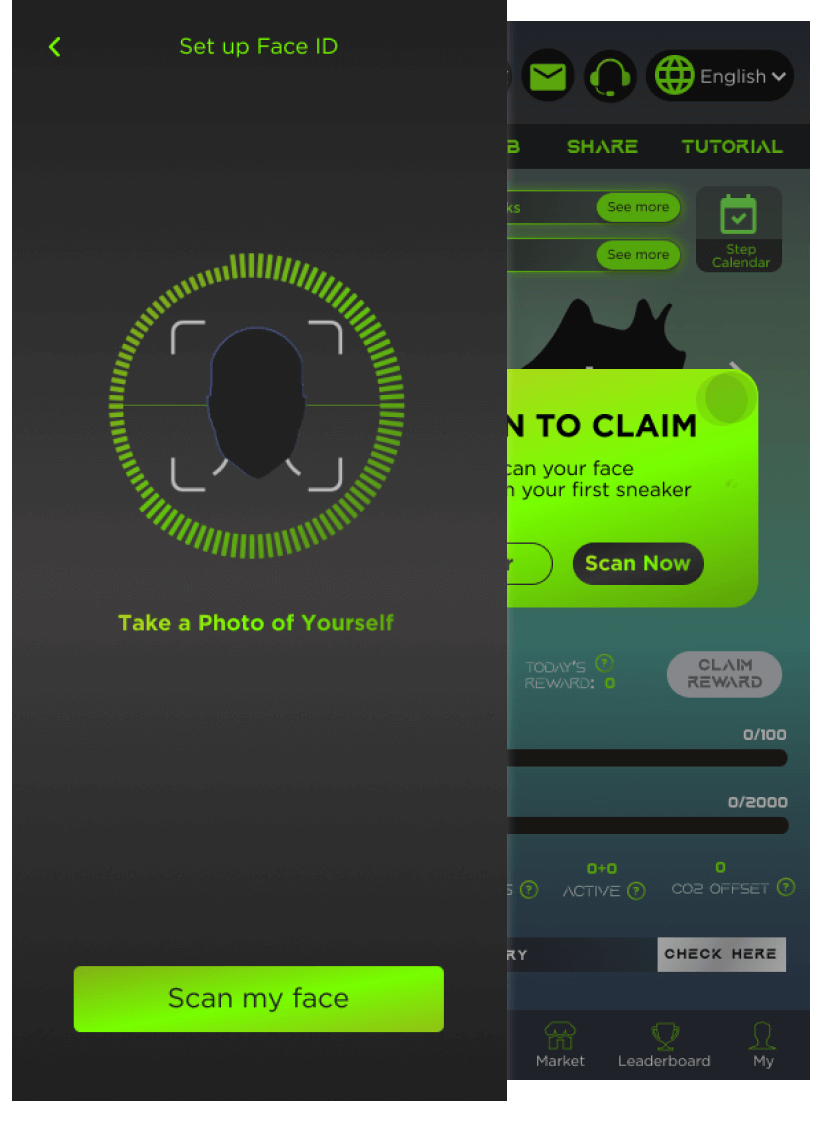 Set up Face ID
Take a Photo of Yourself
Scan my face
English
SHARE
TUTORIAL
See more
See more
Step
Calendar
N TO CLAIM
can your face
n your first sneaker
Scan Now
TODAY'S ?
REWARD: 0
CLAIM
REWARD
0/100
0/2000
0+0
0
S ?
ACTIVE ?
CO2 OFFSET ?
RY
CHECK HERE
Market
Leaderboard
My